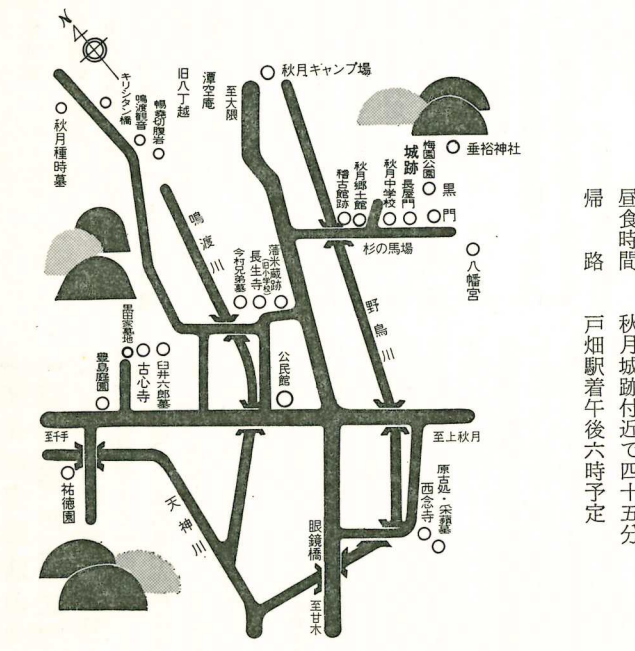 昼食時間　秋月城跡付近で四十五分
帰　路　戸畑駅着午後六時予定
N
キリシタン橋
鳴渡観音
暢堯切腹岩
旧八丁越
潭空庵
至大隈
秋月キャンプ場
秋月種時墓
垂裕神社
梅園公園
城跡
長屋門
黒門
秋月中学校
秋月郷土館
稽古館跡
杉の馬場
八幡宮
鳴渡川
野鳥川
藩米蔵跡
(旧小学校)
長生寺
今村兄弟墓
黒田家墓地
古心寺
臼井六郎墓
豊島庭園
公民館
至千手
至上秋月
祐徳園
天神川
眼鏡橋
至甘木
原古処・采蘋墓
西念寺